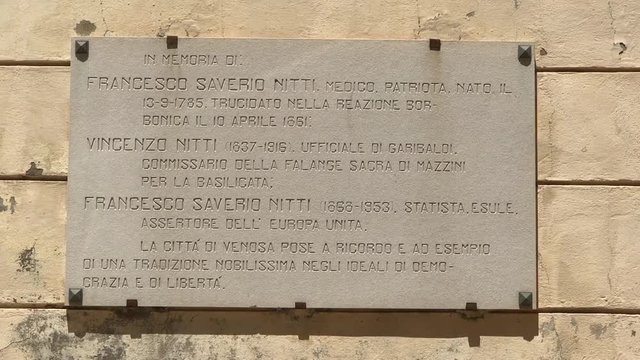 IN MEMORIA DI:
FRANCESCO SAVERIO NITTI, MEDICO, PATRIOTA, NATO IL
13-9-1785, TRUCIDATO NELLA REAZIONE BOR-
BONICA IL 10 APRILE 1861;
VINCENZO NITTI (1837-1916), UFFICIALE DI GARIBALDI,
COMMISSARIO DELLA FALANGE SACRA DI MAZZINI
PER LA BASILICATA;
FRANCESCO SAVERIO NITTI (1868-1953), STATISTA, ESULE,
ASSERTORE DELL' EUROPA UNITA.
LA CITTÀ DI VENOSA POSE A RICORDO E AD ESEMPIO
DI UNA TRADIZIONE NOBILISSIMA NEGLI IDEALI DI DEMO-
CRAZIA E DI LIBERTÀ.